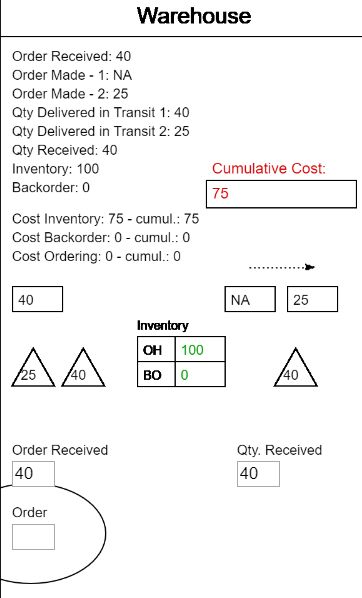 Warehouse
Order Received: 40
Order Made - 1: NA
Order Made - 2: 25
Qty Delivered in Transit 1: 40
Qty Delivered in Transit 2: 25
Qty Received: 40
Inventory: 100
Cumulative Cost:
Backorder: 0
75
Cost Inventory: 75 - cumul.: 75
Cost Backorder: 0 - cumul.: 0
Cost Ordering: 0 - cumul.: 0
40
NA
25
Inventory
OH 100
BO 0
25
40
40
Order Received
Qty. Received
40
40
Order